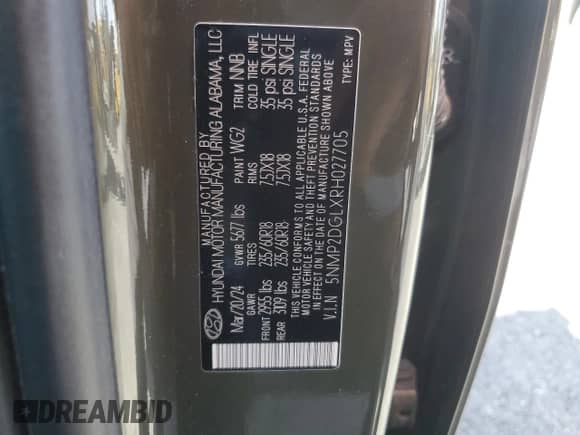 MANUFACTURED BY
HYUNDAI MOTOR MANUFACTURING ALABAMA, LLC
Mar/20/24 GVWR 5677 lbs PAINT WG2 TRIM NNB
GAWR TIRES RIMS COLD TIRE INFL
FRONT 2955 lbs 235/60R18 7.5JX18 35 psi SINGLE
REAR 3109 lbs 235/60R18 7.5JX18 35 psi SINGLE
THIS VEHICLE CONFORMS TO ALL APPLICABLE U.S.A. FEDERAL
MOTOR VEHICLE SAFETY AND THEFT PREVENTION STANDARDS
IN EFFECT ON THE DATE OF MANUFACTURE SHOWN ABOVE
V.I.N 5NMP2DGLXRH027705 TYPE: MPV
DREAMBID